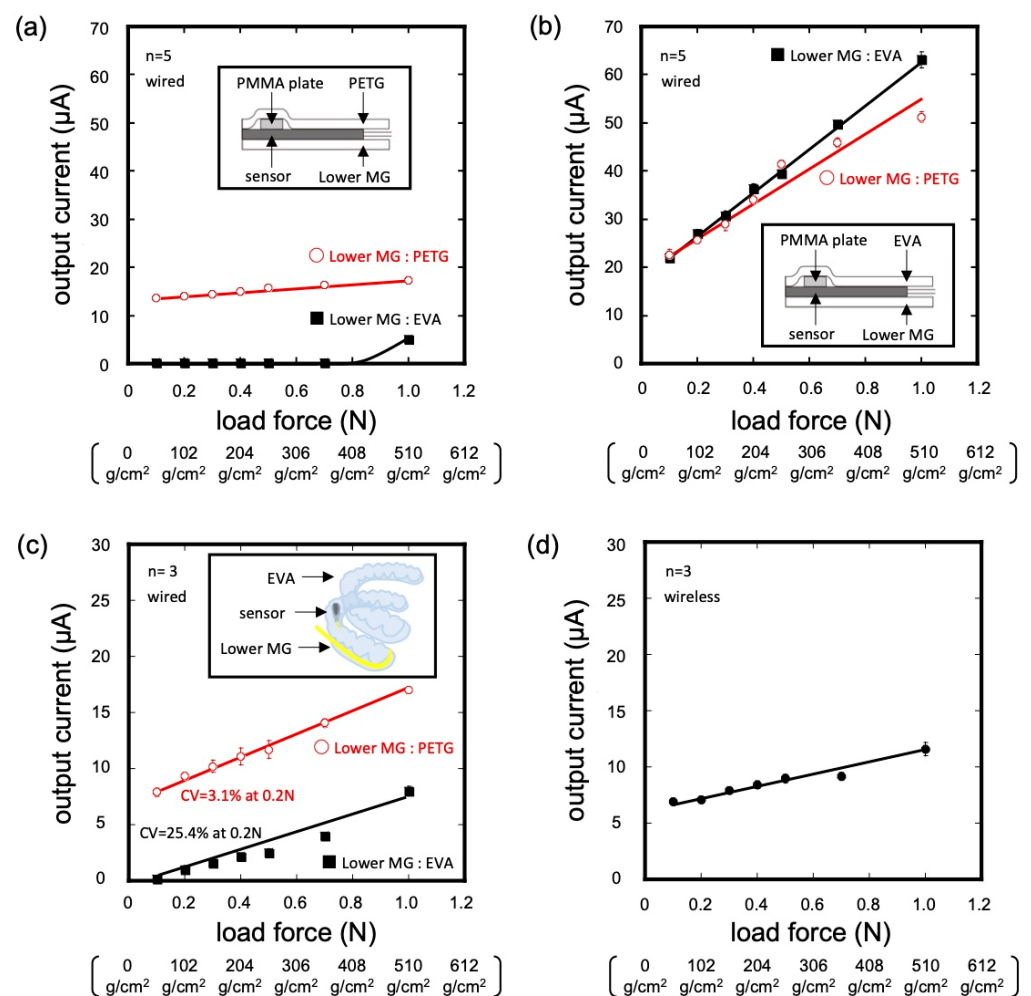 (a)
n=5
wired
PMMA plate PETG
sensor Lower MG
Lower MG : PETG
Lower MG : EVA
output current (µA)
70
60
50
40
30
20
10
0
0 0.2 0.4 0.6 0.8 1.0 1.2
load force (N)
0 102 204 306 408 510 612
g/cm² g/cm² g/cm² g/cm² g/cm² g/cm² g/cm²
(b)
n=5
wired
Lower MG : EVA
Lower MG : PETG
PMMA plate EVA
sensor Lower MG
output current (µA)
70
60
50
40
30
20
10
0
0 0.2 0.4 0.6 0.8 1.0 1.2
load force (N)
0 102 204 306 408 510 612
g/cm² g/cm² g/cm² g/cm² g/cm² g/cm² g/cm²
(c)
n= 3
wired
EVA
sensor
Lower MG
Lower MG : PETG
CV=3.1% at 0.2N
CV=25.4% at 0.2N
Lower MG : EVA
output current (µA)
30
25
20
15
10
5
0
0 0.2 0.4 0.6 0.8 1.0 1.2
load force (N)
0 102 204 306 408 510 612
g/cm² g/cm² g/cm² g/cm² g/cm² g/cm² g/cm²
(d)
n=3
wireless
output current (µA)
30
25
20
15
10
5
0
0 0.2 0.4 0.6 0.8 1.0 1.2
load force (N)
0 102 204 306 408 510 612
g/cm² g/cm² g/cm² g/cm² g/cm² g/cm² g/cm²